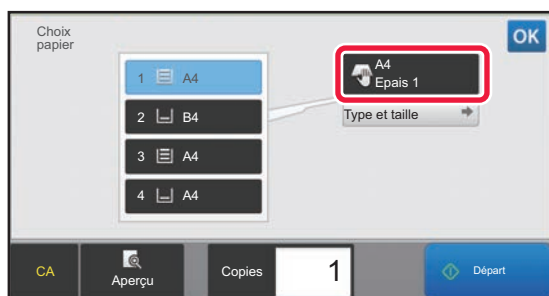 Choix
papier
OK
1 A4
2 B4
3 A4
4 A4
A4
Epais 1
Type et taille
CA
Aperçu
Copies
1
Départ